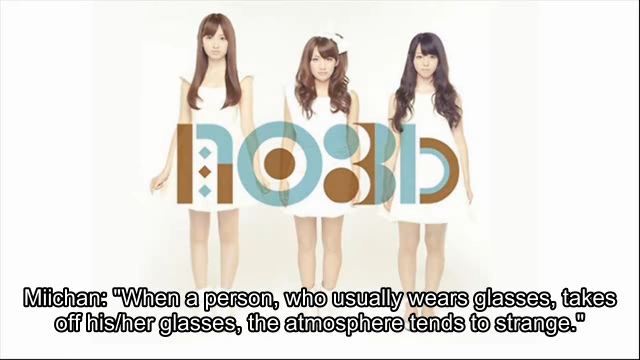 no3b
Miichan: "When a person, who usually wears glasses, takes
off his/her glasses, the atmosphere tends to strange."